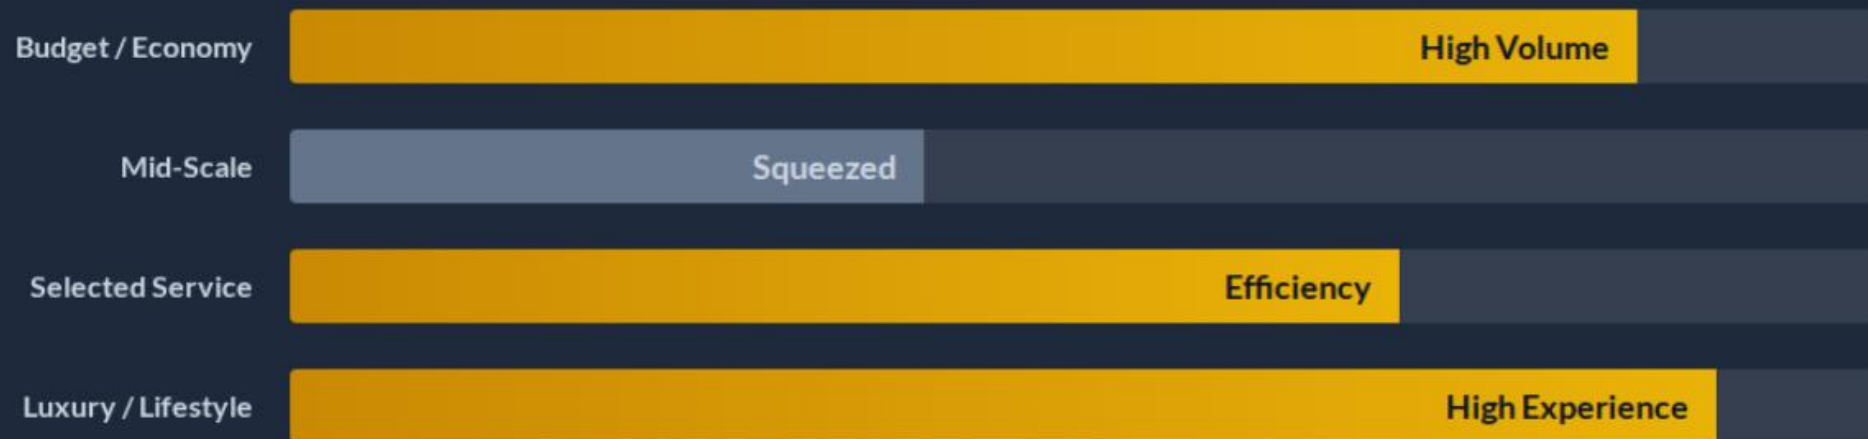 Budget / Economy High Volume
Mid-Scale Squeezed
Selected Service Efficiency
Luxury / Lifestyle High Experience